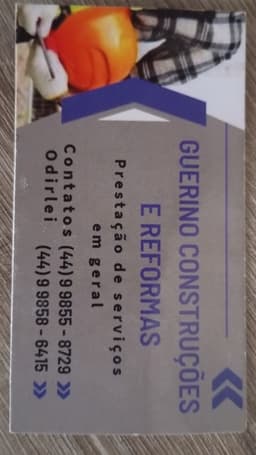 GUERINO CONSTRUÇÕES
E REFORMAS
Prestação de serviços
em geral
Contatos (44) 9 9855-8729
Odirlei (44) 9 9858-6415